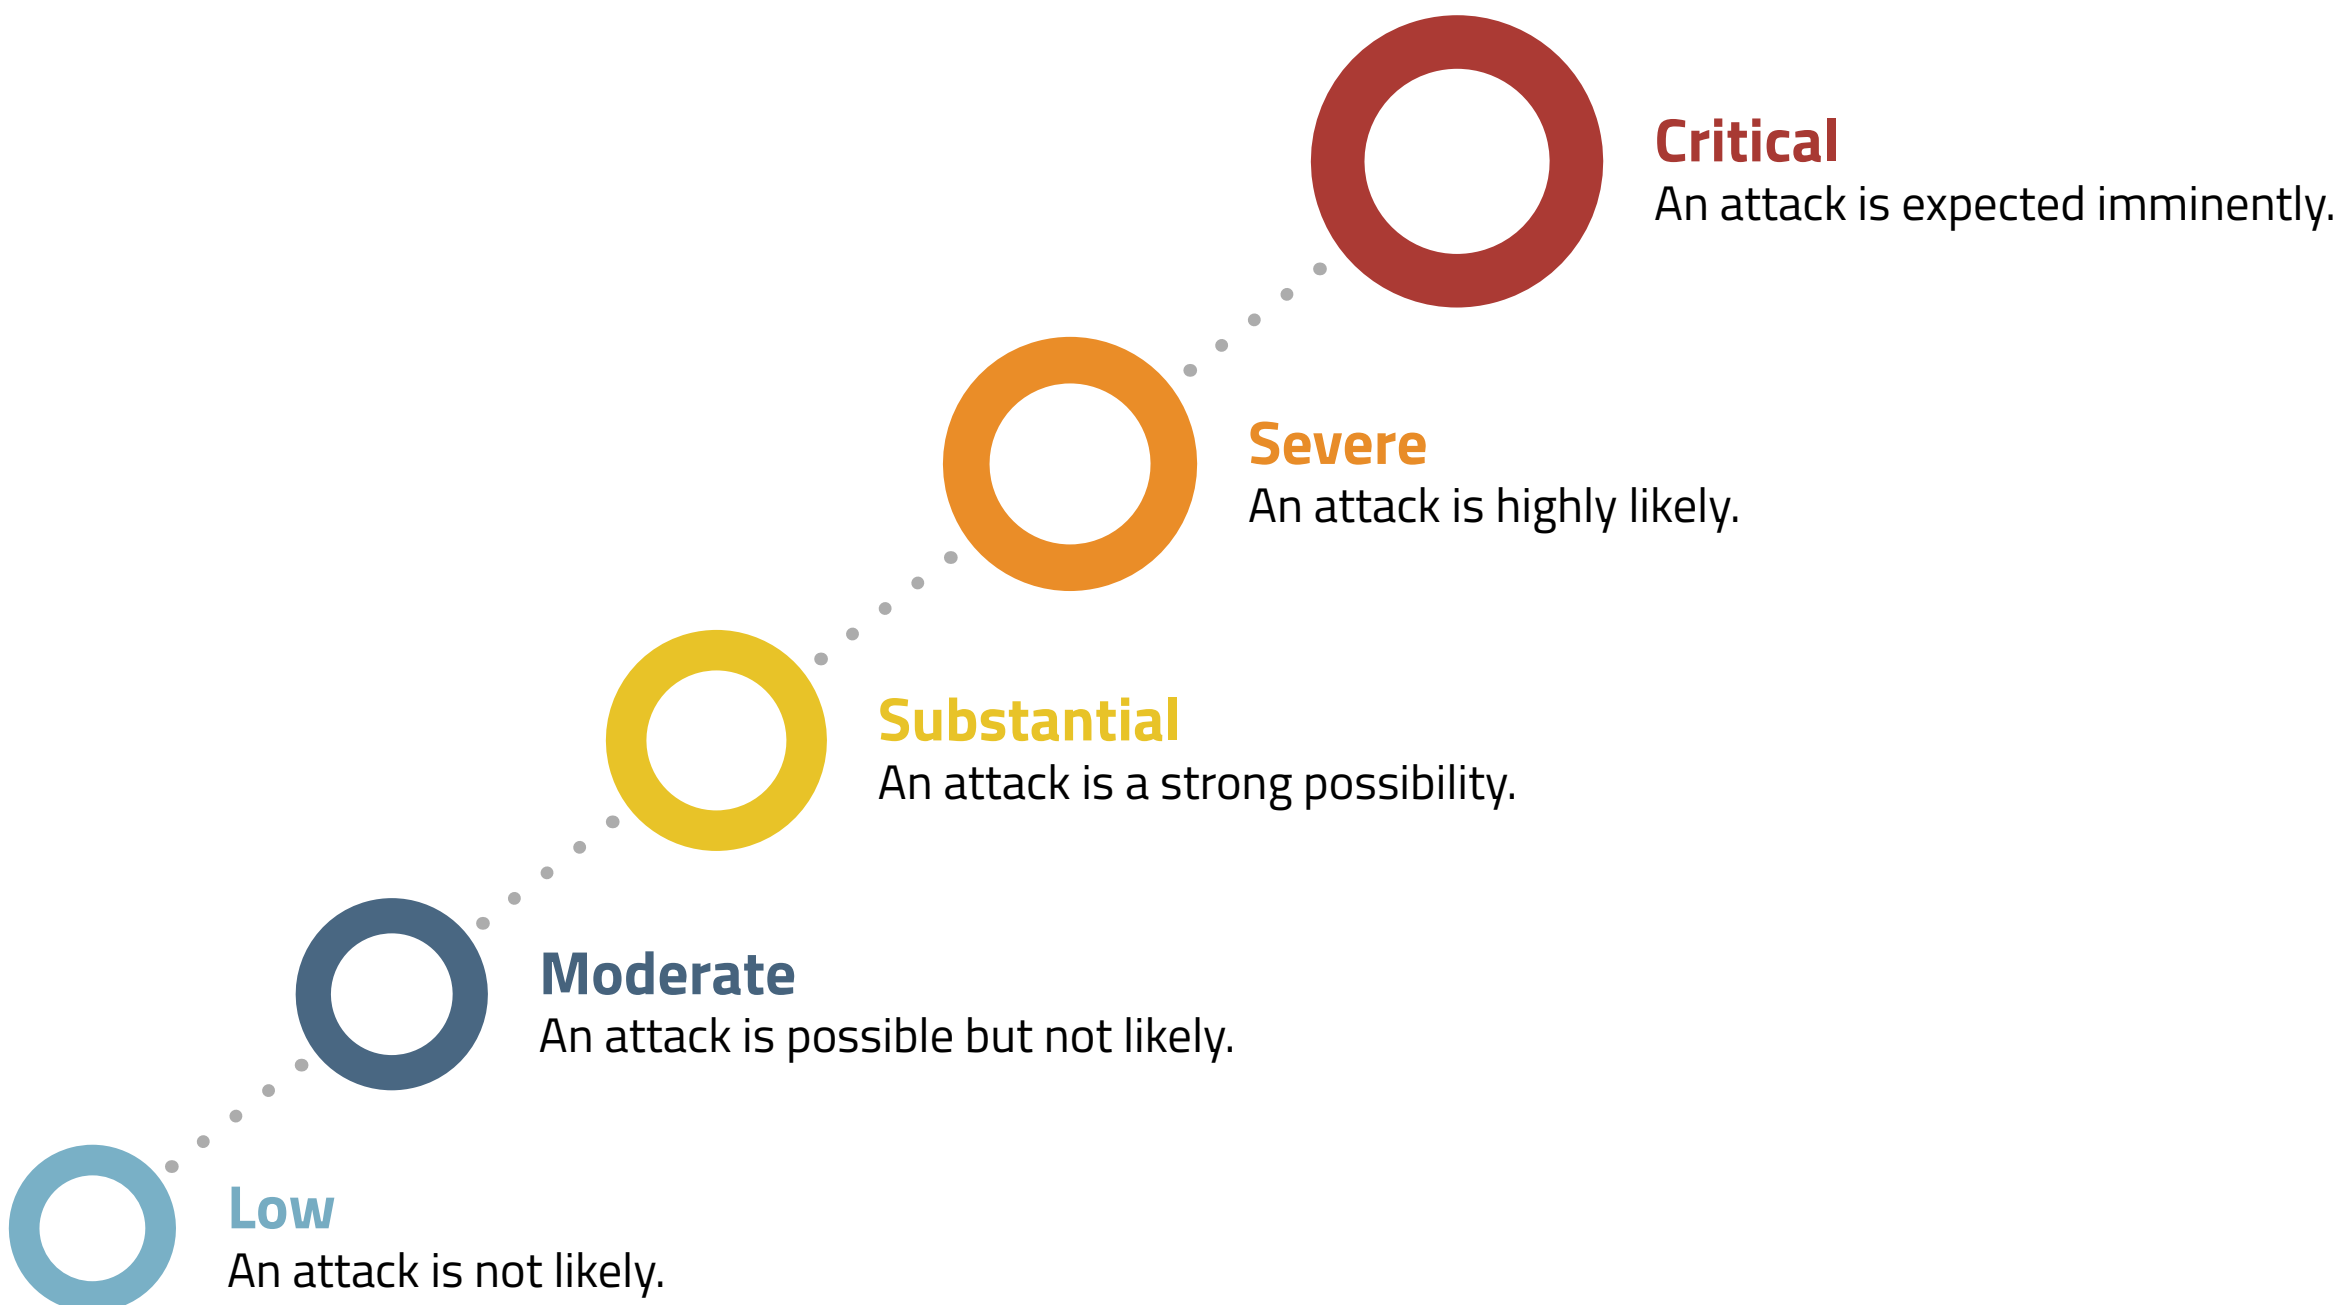 Critical
An attack is expected imminently.
Severe
An attack is highly likely.
Substantial
An attack is a strong possibility.
Moderate
An attack is possible but not likely.
Low
An attack is not likely.